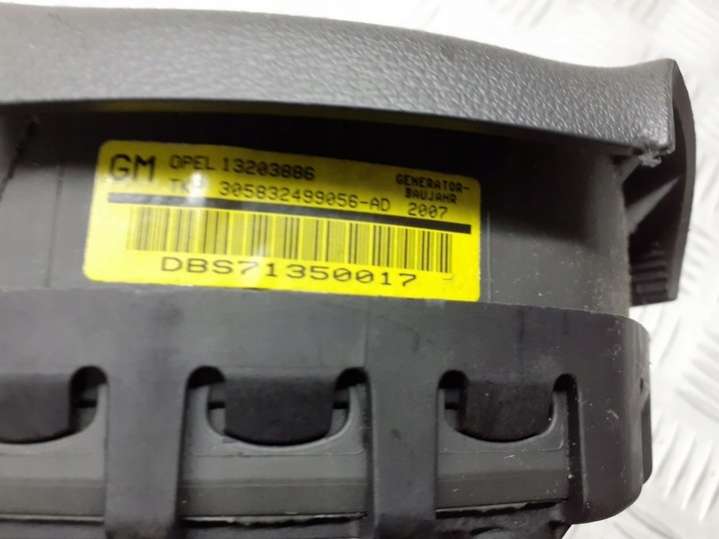 GM OPEL 13203886
305832499056-AD
GENERATOR-
BAUJAHR
2007
DBS71350017